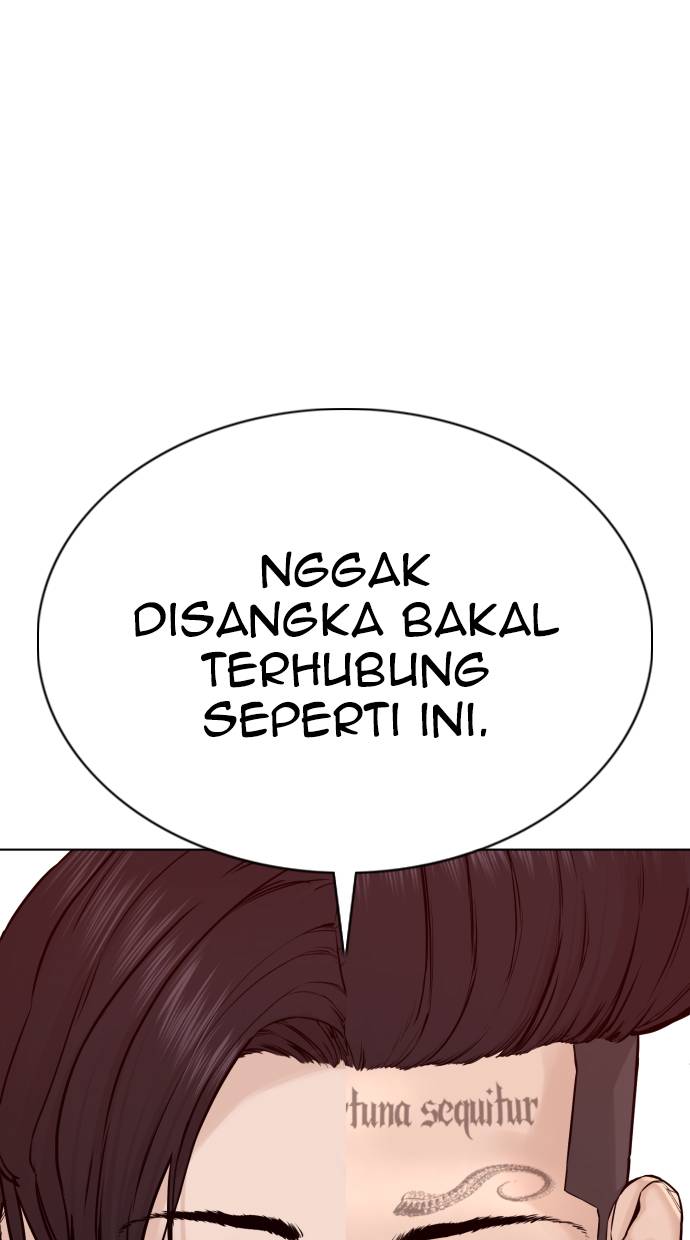 NGGAK
DISANGKA BAKAL
TERHUBUNG
SEPERTI INI.
tuna sequitur